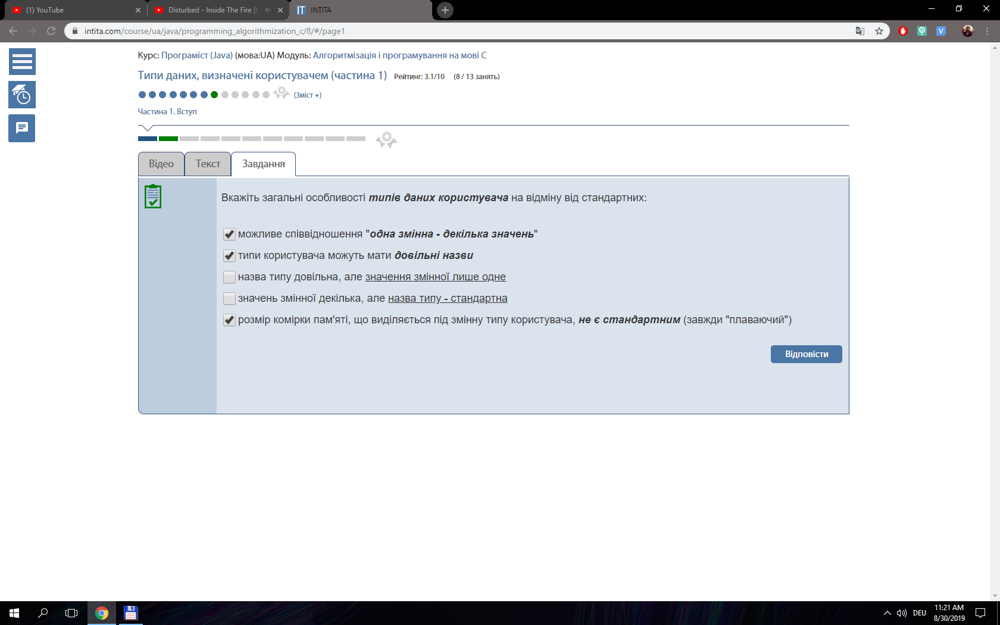 (1) YouTube
Disturbed - Inside The Fire [L
IT INTITA
intita.com/course/ua/java/programming_algorithmization_c/8/#/page1
V
Курс: Програміст (Java) (мова:UA) Модуль: Алгоритмізація і програмування на мові С
Типи даних, визначені користувачем (частина 1) Рейтинг: 3.1/10 (8 / 13 занять)
(Зміст ▾)
Частина 1. Вступ
Відео
Текст
Завдання
Вкажіть загальні особливості типів даних користувача на відміну від стандартних:
можливе співвідношення "одна змінна - декілька значень"
типи користувача можуть мати довільні назви
назва типу довільна, але значення змінної лише одне
значень змінної декілька, але назва типу - стандартна
розмір комірки пам'яті, що виділяється під змінну типу користувача, не є стандартним (завжди "плаваючий")
Відповісти
DEU
11:21 AM
8/30/2019